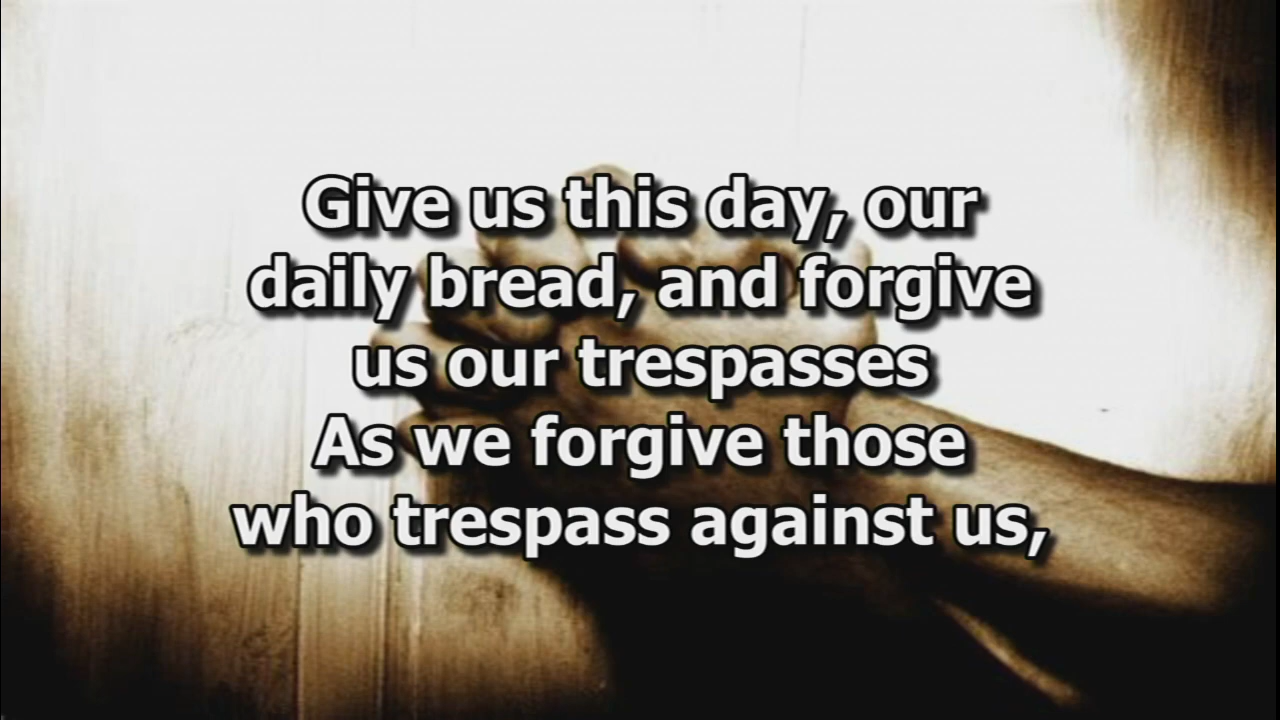 Give us this day, our
daily bread, and forgive
us our trespasses
As we forgive those
who trespass against us,